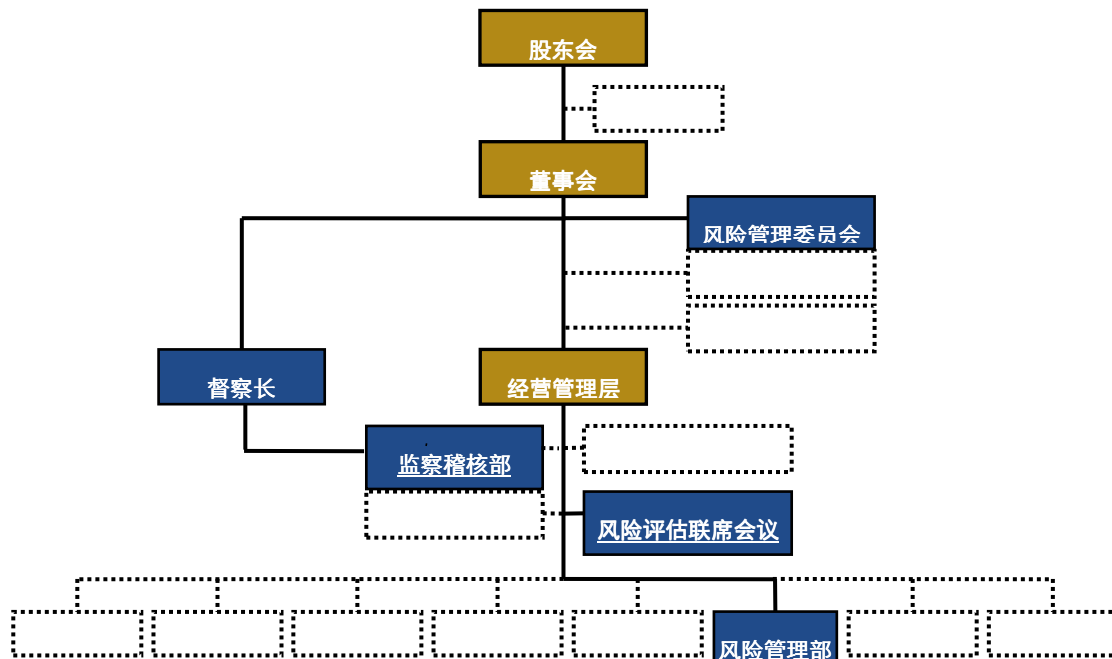 股东会
董事会
风险管理委员会
督察长
经营管理层
监察稽核部
风险评估联席会议
风险管理部